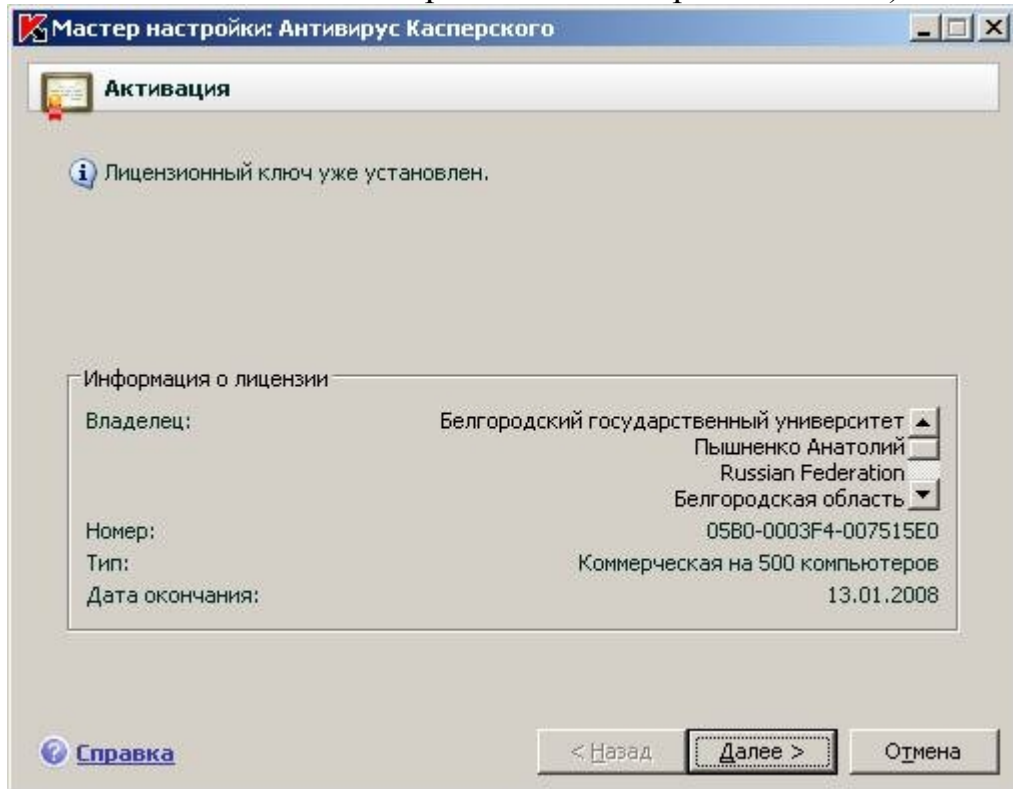 Мастер настройки: Антивирус Касперского
Активация
Лицензионный ключ уже установлен.
Информация о лицензии
Владелец: Белгородский государственный университет
Пышненко Анатолий
Russian Federation
Белгородская область
Номер: 05B0-0003F4-007515E0
Тип: Коммерческая на 500 компьютеров
Дата окончания: 13.01.2008
Справка < Назад Далее > Отмена